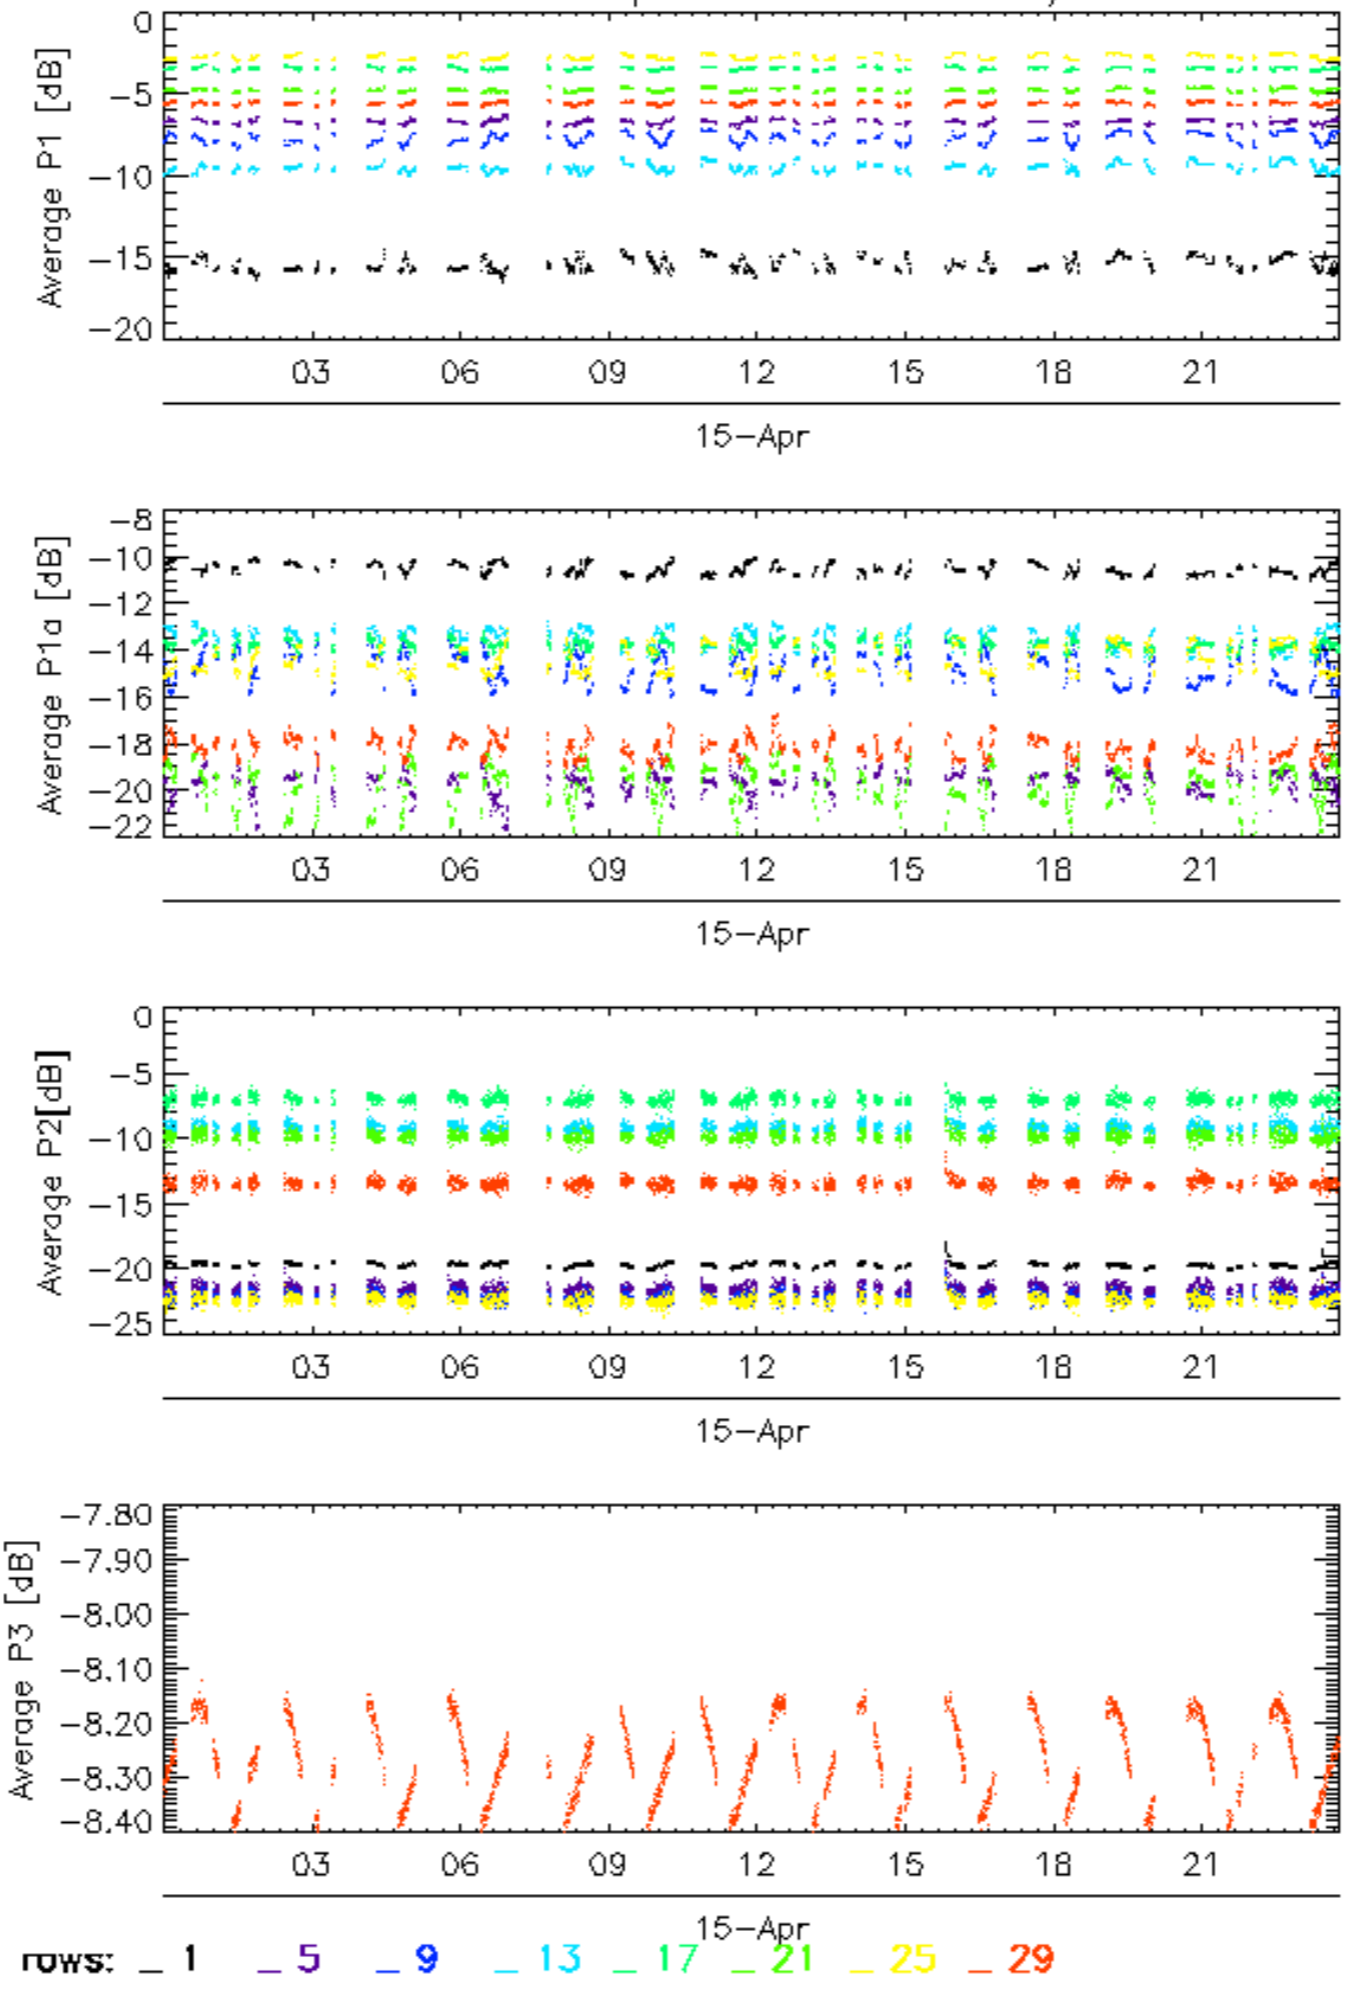 0
Average P1 [dB]
-5
-10
-15
-20
03 06 09 12 15 18 21
15-Apr
-8
Average P1a [dB]
-10
-12
-14
-16
-18
-20
-22
03 06 09 12 15 18 21
15-Apr
0
Average P2[dB]
-5
-10
-15
-20
-25
03 06 09 12 15 18 21
15-Apr
-7.80
Average P3 [dB]
-7.90
-8.00
-8.10
-8.20
-8.30
-8.40
03 06 09 12 15 18 21
15-Apr
rows: _ 1 _ 5 _ 9 _ 13 _ 17 _ 21 _ 25 _ 29